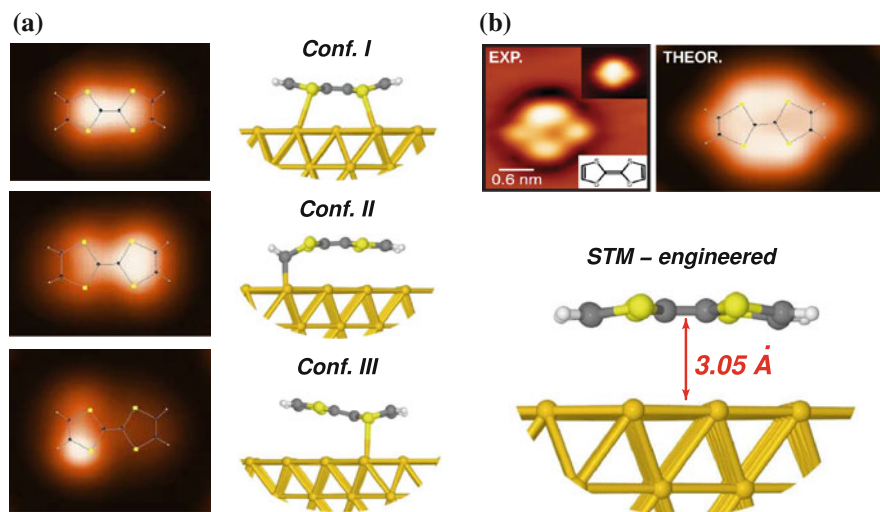 (a)
Conf. I
Conf. II
Conf. III
(b)
EXP.
0.6 nm
THEOR.
STM – engineered
3.05 Å